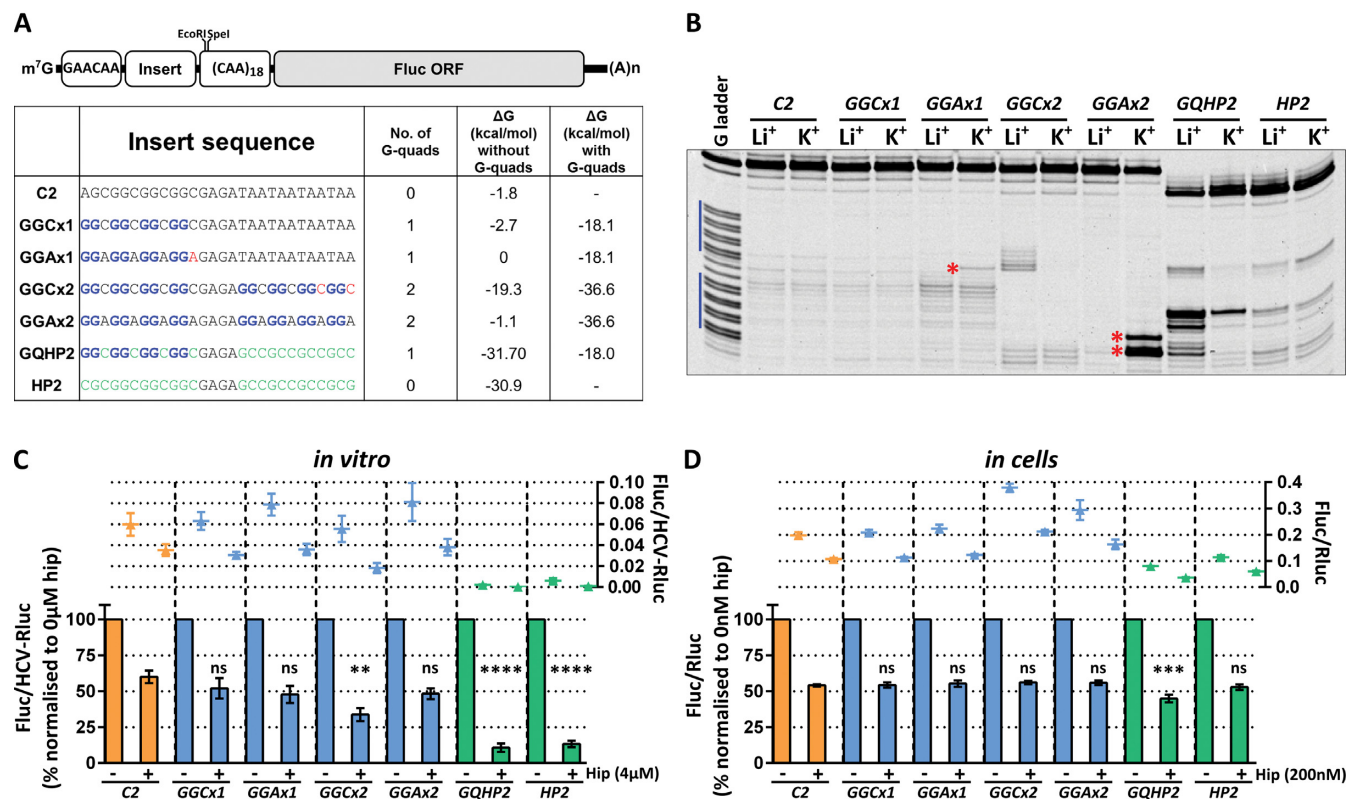 A
EcoRI SpeI
m⁷G GAACAA Insert (CAA)₁₈ Fluc ORF (A)n
Insert sequence
No. of G-quads
ΔG (kcal/mol) without G-quads
ΔG (kcal/mol) with G-quads
C2 AGCGGCGGCGGCGAGATAATAATAATAA 0 -1.8 -
GGCx1 GGCGGCGGCGGCGAGATAATAATAATAA 1 -2.7 -18.1
GGAx1 GGAGGAGGAGGAGAGATAATAATAATAA 1 0 -18.1
GGCx2 GGCGGCGGCGGCGAGAGGCGGCGGCGGC 2 -19.3 -36.6
GGAx2 GGAGGAGGAGGAGAGAGGAGGAGGAGGA 2 -1.1 -36.6
GQHP2 GGCGGCGGCGGCGAGAGCCGCCGCCGCC 1 -31.70 -18.0
HP2 CGCGGCGGCGGCGAGAGCCGCCGCCGCG 0 -30.9 -
B
G ladder
C2 GGCx1 GGAx1 GGCx2 GGAx2 GQHP2 HP2
Li⁺ K⁺ Li⁺ K⁺ Li⁺ K⁺ Li⁺ K⁺ Li⁺ K⁺ Li⁺ K⁺ Li⁺ K⁺
*
*
*
C
in vitro
0.10
0.08
0.06
0.04
0.02
0.00
Fluc/HCV-Rluc
Fluc/HCV-Rluc
(% normalised to 0μM hip)
100
75
50
25
0
ns ns ** ns **** ****
- + - + - + - + - + - + - + Hip (4μM)
C2 GGCx1 GGAx1 GGCx2 GGAx2 GQHP2 HP2
D
in cells
0.4
0.3
0.2
0.1
0.0
Fluc/Rluc
Fluc/Rluc
(% normalised to 0nM hip)
100
75
50
25
0
ns ns ns ns *** ns
- + - + - + - + - + - + - + Hip (200nM)
C2 GGCx1 GGAx1 GGCx2 GGAx2 GQHP2 HP2